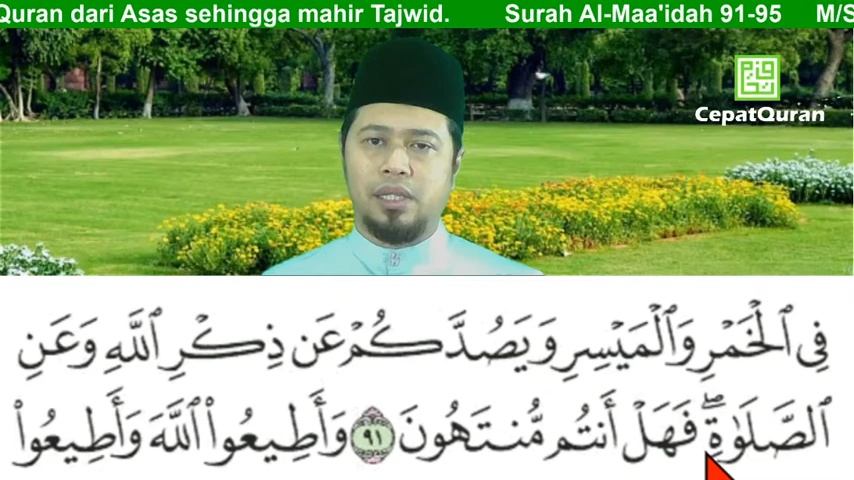 Quran dari Asas sehingga mahir Tajwid. Surah Al-Maa'idah 91-95 M/S
CepatQuran
فِي ٱلۡخَمۡرِ وَٱلۡمَيۡسِرِ وَيَصُدَّكُمۡ عَن ذِكۡرِ ٱللَّهِ وَعَنِ
ٱلصَّلَوٰةِۖ فَهَلۡ أَنتُم مُّنتَهُونَ ٩١ وَأَطِيعُواْ ٱللَّهَ وَأَطِيعُواْ